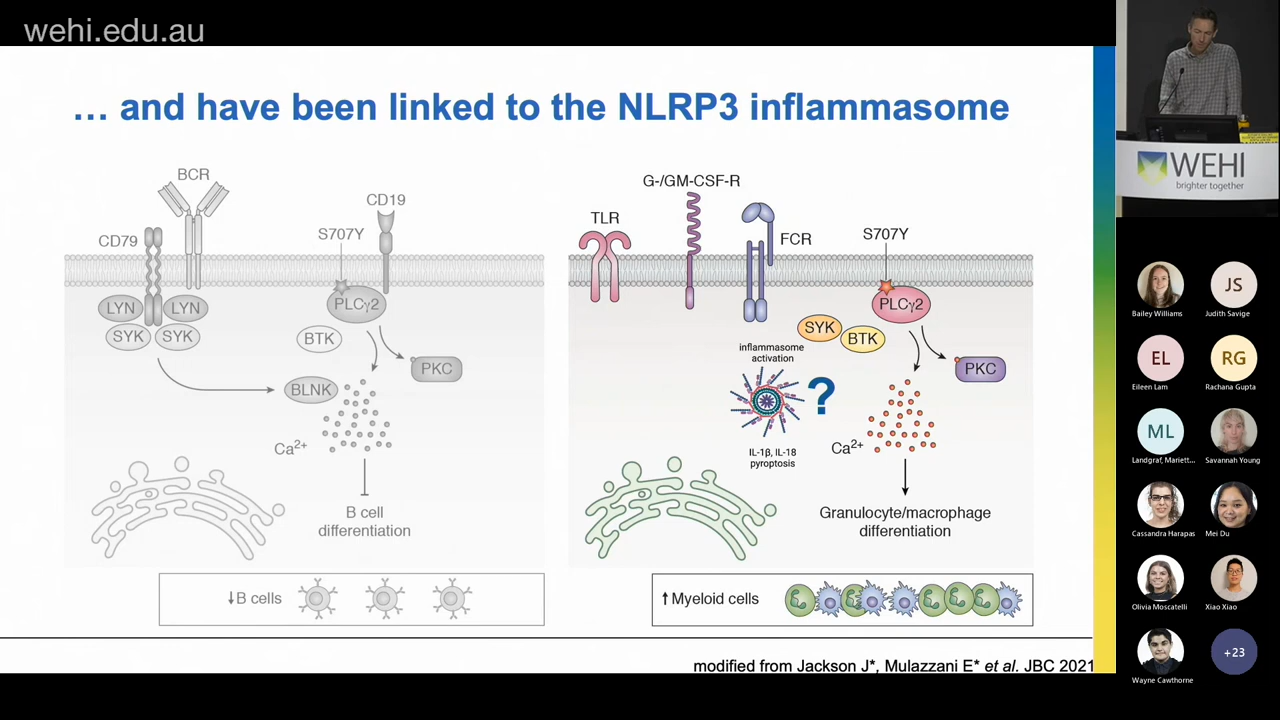 wehi.edu.au
… and have been linked to the NLRP3 inflammasome
BCR
CD19
CD79
S707Y
LYN
LYN
SYK
SYK
PLCγ2
BTK
PKC
BLNK
Ca2+
B cell
differentiation
↓B cells
G-/GM-CSF-R
TLR
FCR
S707Y
PLCγ2
SYK
BTK
inflammasome
activation
PKC
?
IL-1β, IL-18
pyroptosis
Ca2+
Granulocyte/macrophage
differentiation
↑Myeloid cells
modified from Jackson J*, Mulazzani E* et al. JBC 2021
WEHI
brighter together
Bailey Williams
JS
Judith Savige
EL
Eileen Lam
RG
Rachana Gupta
ML
Landgraf, Mariett...
Savannah Young
Cassandra Harapas
Mei Du
Olivia Moscatelli
Xiao Xiao
Wayne Cawthorne
+23